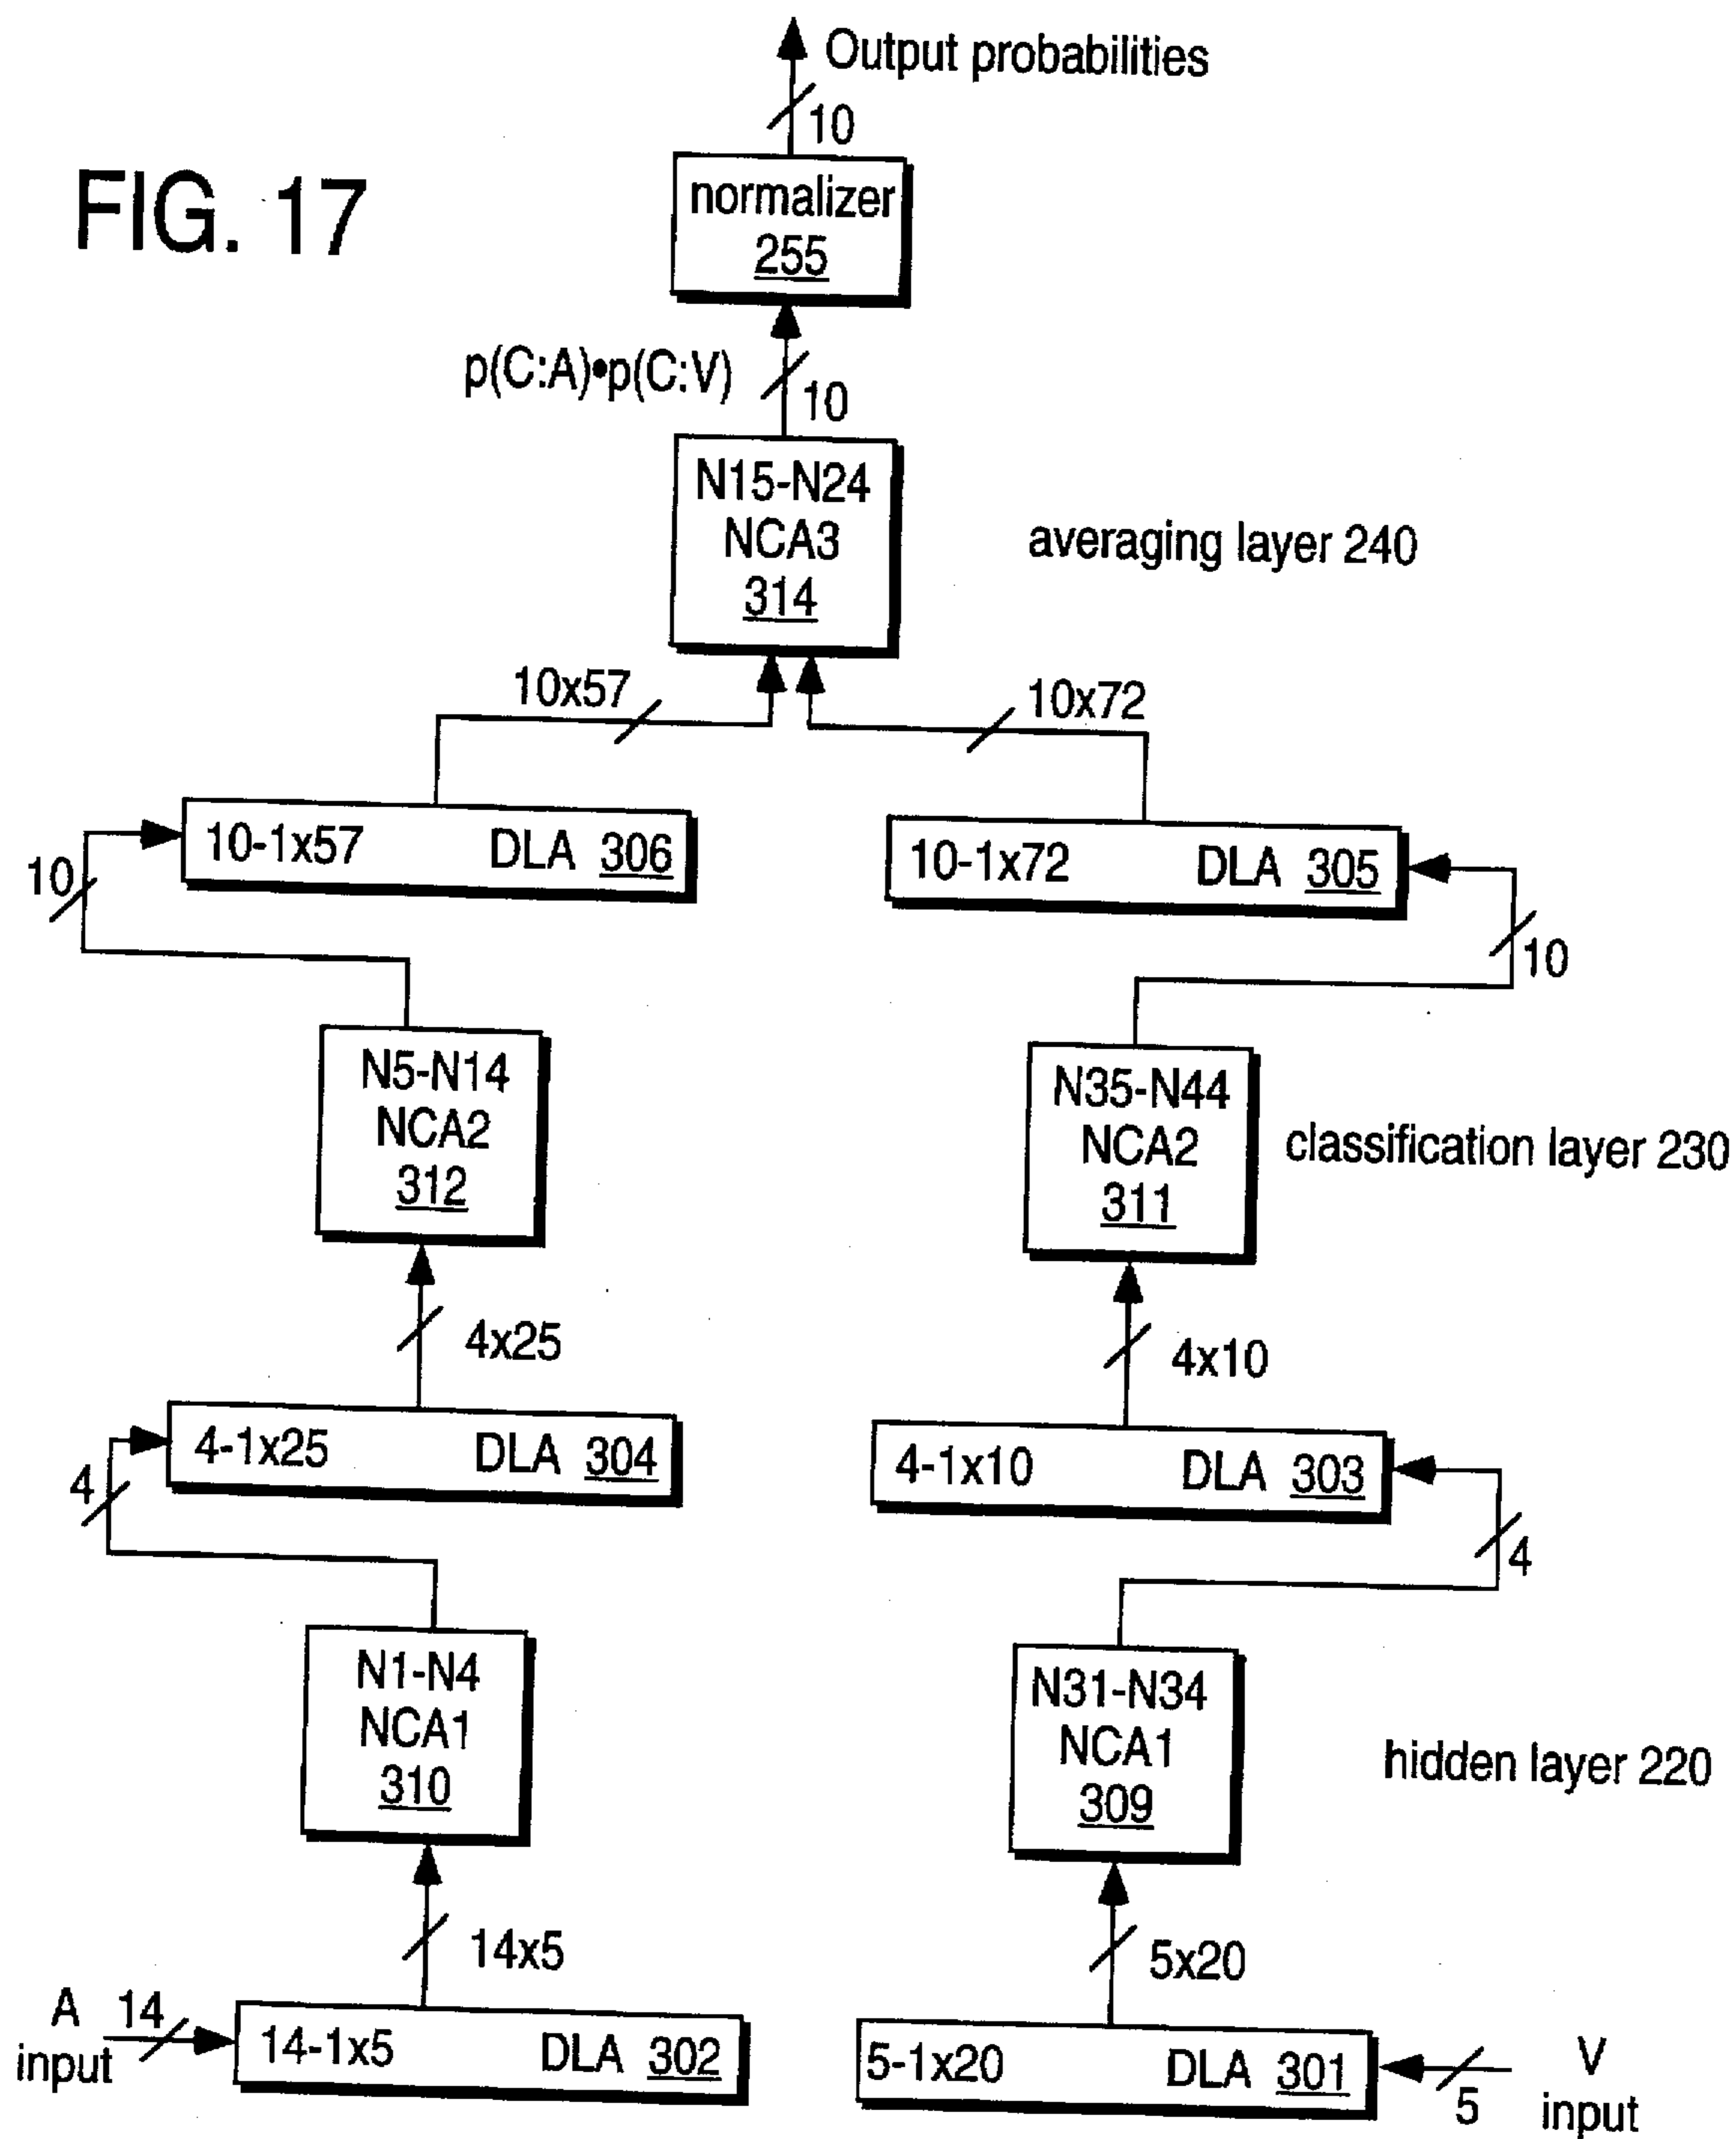 Output probabilities
10
FIG. 17
normalizer
255
p(C:A)•p(C:V)
10
N15-N24
NCA3
314
averaging layer 240
10x57
10x72
10-1x57 DLA 306
10-1x72 DLA 305
10
10
N5-N14
NCA2
312
N35-N44
NCA2
311
classification layer 230
4x25
4x10
4-1x25 DLA 304
4-1x10 DLA 303
4
4
N1-N4
NCA1
310
N31-N34
NCA1
309
hidden layer 220
14x5
5x20
A
input
14
14-1x5 DLA 302
5-1x20 DLA 301
5
V
input